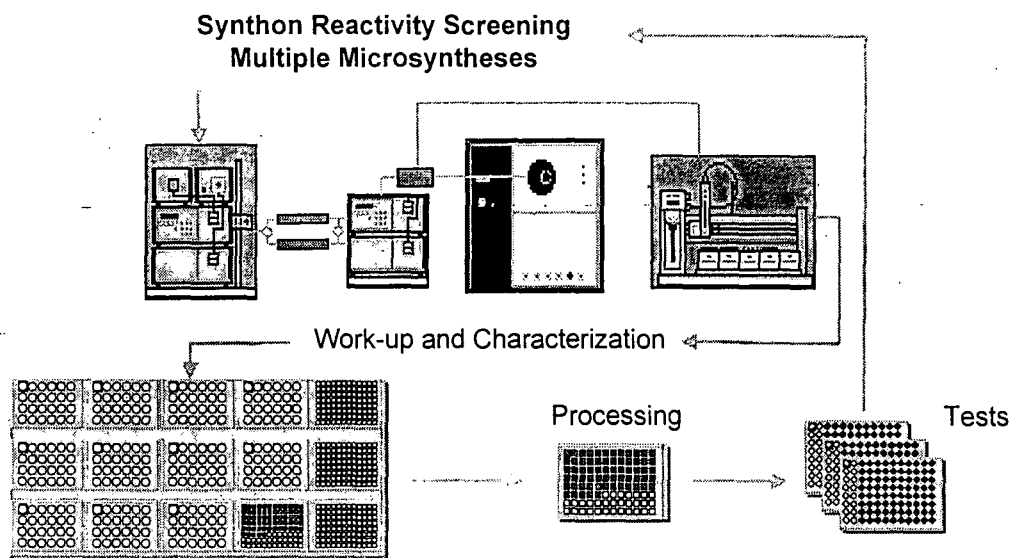 Synthon Reactivity Screening
Multiple Microsyntheses
Work-up and Characterization
Processing
Tests